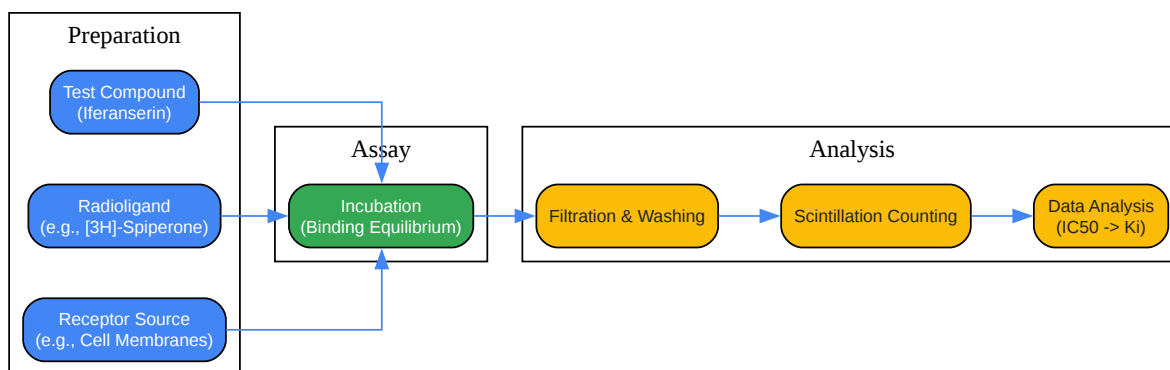 Preparation
Test Compound
(Iferanserin)
Radioligand
(e.g., [3H]-Spiperone)
Receptor Source
(e.g., Cell Membranes)
Assay
Incubation
(Binding Equilibrium)
Analysis
Filtration & Washing
Scintillation Counting
Data Analysis
(IC50 -> Ki)